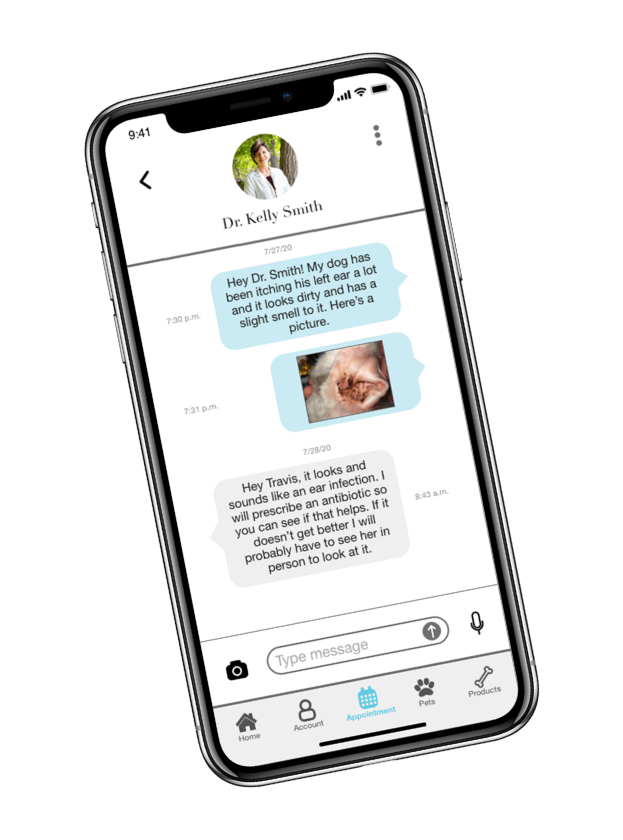 9:41
Dr. Kelly Smith
7/27/20
Hey Dr. Smith! My dog has
been itching his left ear a lot
and it looks dirty and has a
slight smell to it. Here's a
picture.
7:30 p.m.
7:31 p.m.
7/28/20
Hey Travis, it looks and
sounds like an ear infection. I
will prescribe an antibiotic so
you can see if that helps. If it
doesn't get better I will
probably have to see her in
person to look at it.
8:43 a.m.
Type message
Home
Account
Appointment
Pets
Products